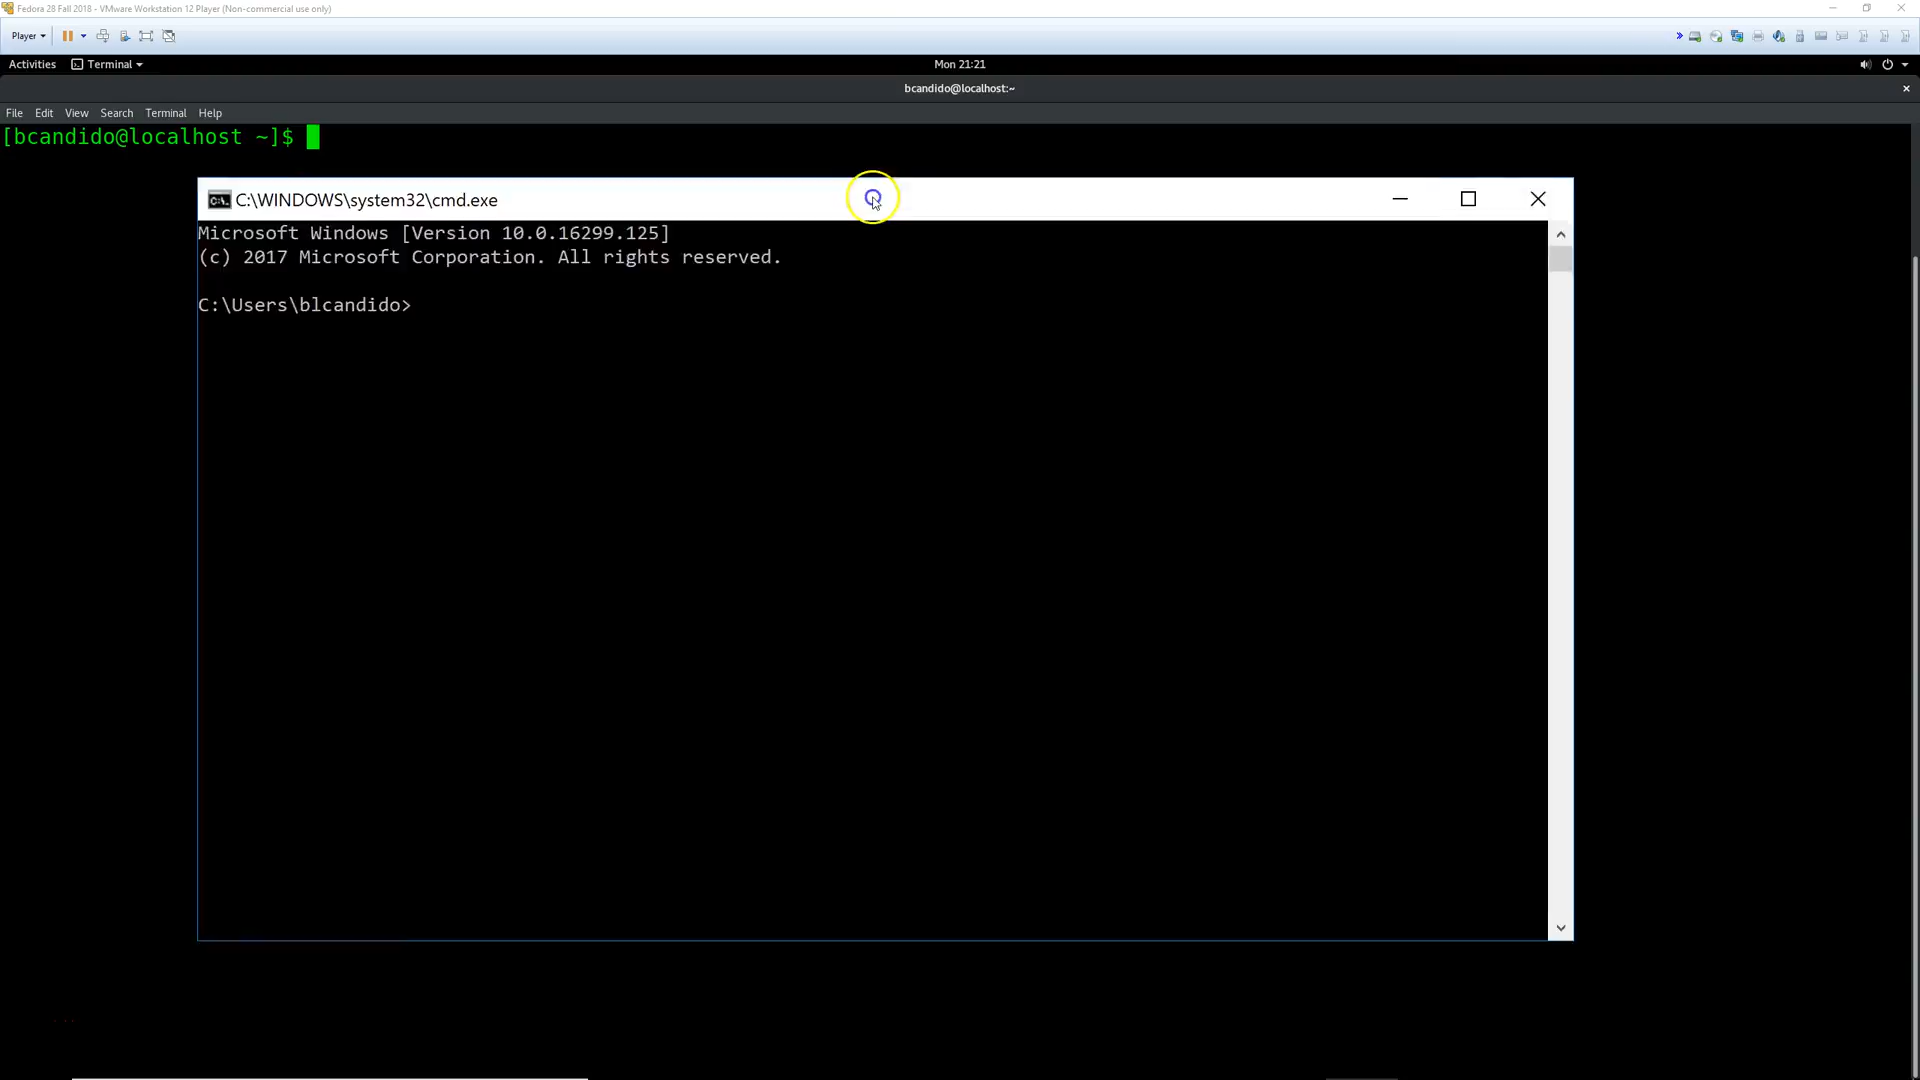 Fedora 28 Fall 2018 - VMware Workstation 12 Player (Non-commercial use only)
Player
Activities Terminal Mon 21:21
bcandido@localhost:~
File Edit View Search Terminal Help
[bcandido@localhost ~]$
C:\WINDOWS\system32\cmd.exe
Microsoft Windows [Version 10.0.16299.125]
(c) 2017 Microsoft Corporation. All rights reserved.
C:\Users\blcandido>